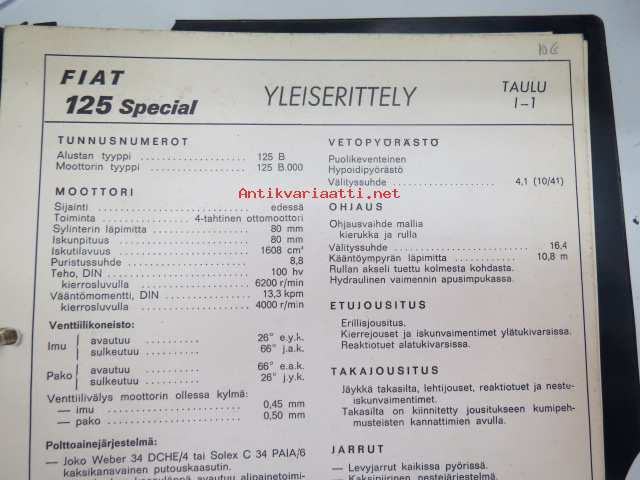 106
FIAT
125 Special
YLEISERITTELY
TAULU
I-1
TUNNUSNUMEROT
Alustan tyyppi .................. 125 B
Moottorin tyyppi ................ 125 B.000
MOOTTORI
Sijainti ........................ edessä
Toiminta ............... 4-tahtinen ottomoottori
Sylinterin läpimitta ............ 80 mm
Iskunpituus ..................... 80 mm
Iskutilavuus .................... 1608 cm³
Puristussuhde ................... 8,8
Teho, DIN ....................... 100 hv
kierrosluvulla .................. 6200 r/min
Vääntömomentti, DIN ............. 13,3 kpm
kierrosluvulla .................. 4000 r/min
Venttiilikoneisto:
Imu avautuu .......... 26° e.y.k.
sulkeutuu .......... 66° j.a.k.
Pako avautuu .......... 66° e.a.k.
sulkeutuu .......... 26° j.y.k.
Venttiilivälys moottorin ollessa kylmä:
— imu .......................... 0,45 mm
— pako ......................... 0,50 mm
Polttoainejärjestelmä:
— Joko Weber 34 DCHE/4 tai Solex C 34 PAIA/6
kaksikanavainen putouskaasutin.
VETOPYÖRÄSTÖ
Puolikeventeinen
Hypoidipyörästö
Välityssuhde .................... 4,1 (10/41)
OHJAUS
Ohjausvaihde mallia
kierukka ja rulla
Välityssuhde .................... 16,4
Kääntöympyrän läpimitta ......... 10,8 m
Rullan akseli tuettu kolmesta kohdasta.
Hydraulinen vaimennin apusimpukassa.
ETUJOUSITUS
Erillisjousitus.
Kierrejouset ja iskunvaimentimet ylätukivarsissa.
Reaktiotuet alatukivarsissa.
TAKAJOUSITUS
Jäykkä takasilta, lehtijouset, reaktiotuet ja nestu-
iskunvaimentimet.
Takasilta on kiinnitetty jousitukseen kumipeh-
musteisten kannattimien avulla.
JARRUT
— Levyjarrut kaikissa pyörissä.
— Kaksipiirinen nestejärjestelmä.
Antikvariaatti.net